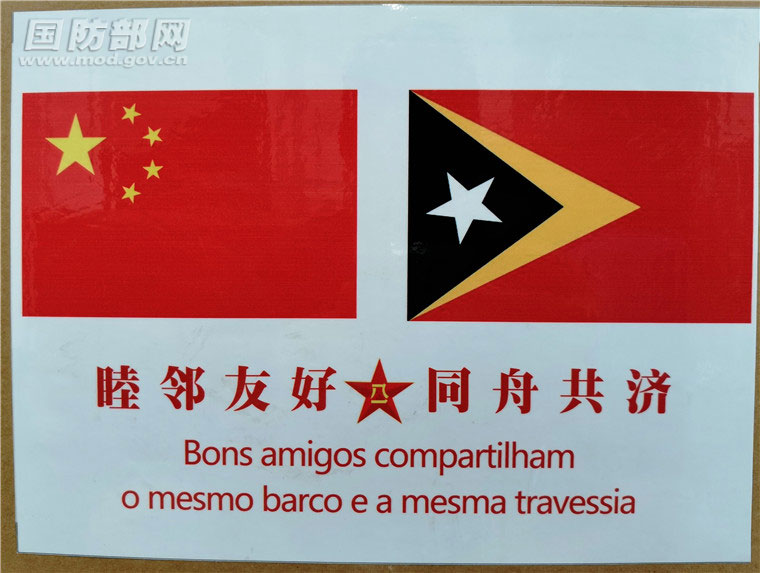 国防部网
www.mod.gov.cn
睦邻友好 八一 同舟共济
Bons amigos compartilham
o mesmo barco e a mesma travessia